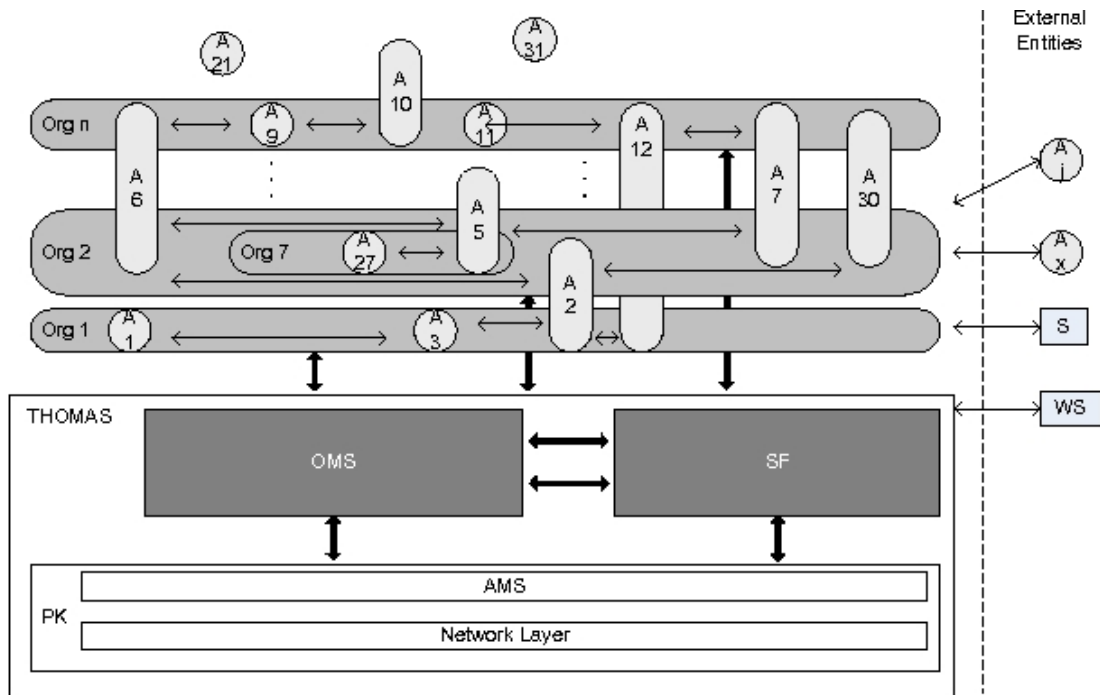 External
Entities
A
21
A
31
A
10
Org n
A
9
A
11
A
12
A
6
A
7
A
30
A
j
A
5
Org 2
Org 7
A
27
A
x
A
2
Org 1
A
1
A
3
S
WS
THOMAS
OMS
SF
AMS
PK
Network Layer